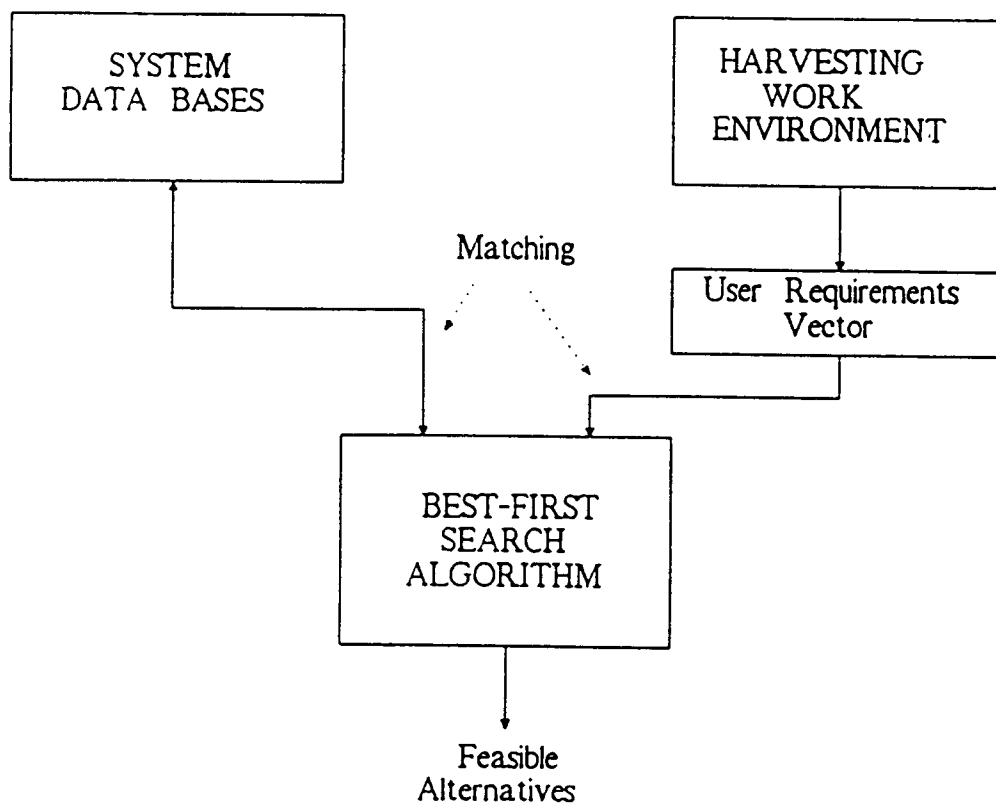 SYSTEM
DATA BASES
HARVESTING
WORK
ENVIRONMENT
Matching
User Requirements
Vector
BEST-FIRST
SEARCH
ALGORITHM
Feasible
Alternatives